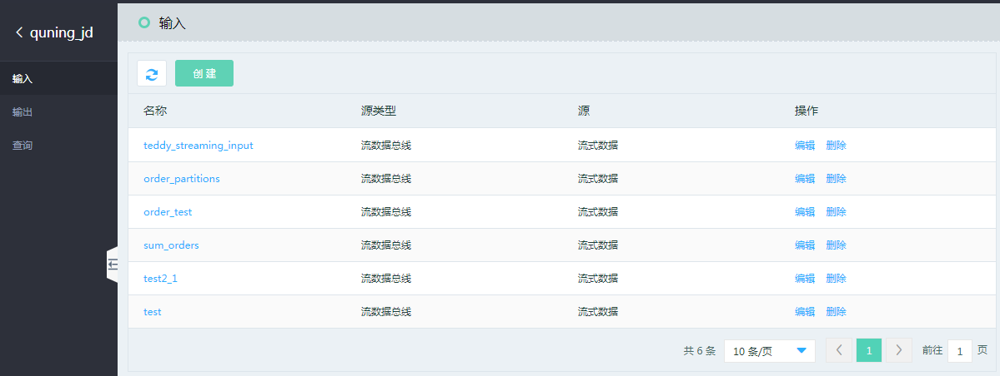 quning_jd
输入
输出
查询
输入
创 建
名称 源类型 源 操作
teddy_streaming_input 流数据总线 流式数据 编辑 删除
order_partitions 流数据总线 流式数据 编辑 删除
order_test 流数据总线 流式数据 编辑 删除
sum_orders 流数据总线 流式数据 编辑 删除
test2_1 流数据总线 流式数据 编辑 删除
test 流数据总线 流式数据 编辑 删除
共 6 条 10 条/页 1 前往 1 页